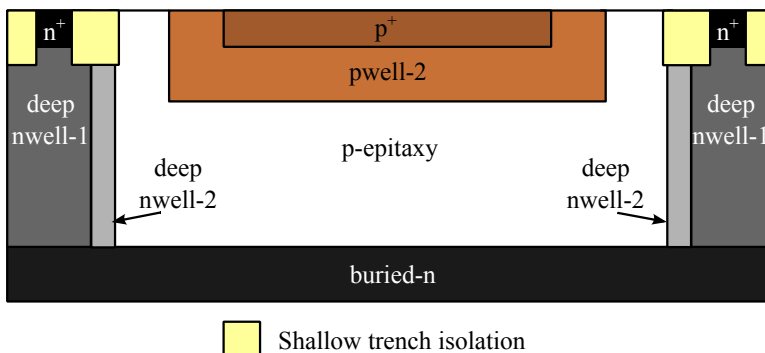 n+
p+
n+
pwell-2
deep
nwell-1
deep
nwell-1
p-epitaxy
deep
nwell-2
deep
nwell-2
buried-n
Shallow trench isolation